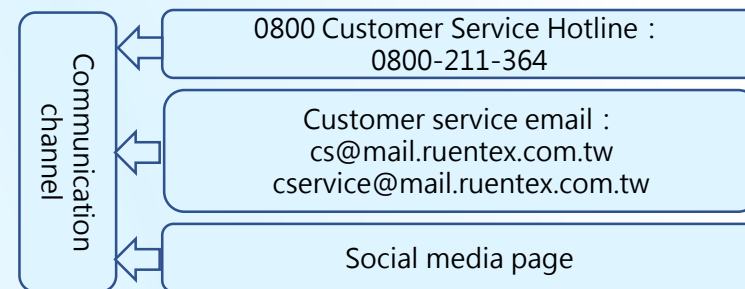 Communication
channel
0800 Customer Service Hotline：
0800-211-364
Customer service email：
cs@mail.ruentex.com.tw
cservice@mail.ruentex.com.tw
Social media page